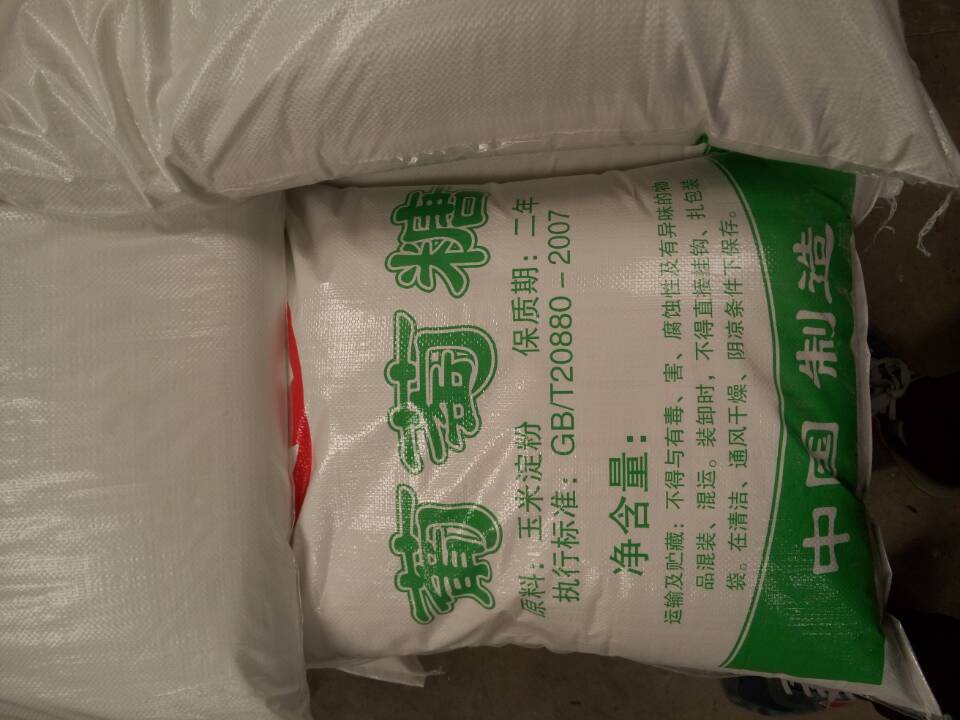 葡萄糖
原料：玉米淀粉 保质期：二年
执行标准：GB/T20880－2007
净含量：
运输及贮藏：不得与有毒、害、腐蚀性及有异味的物
品混装、混运。装卸时，不得直接挂钩、扎包装
袋。在清洁、通风干燥、阴凉条件下保存。
中国制造